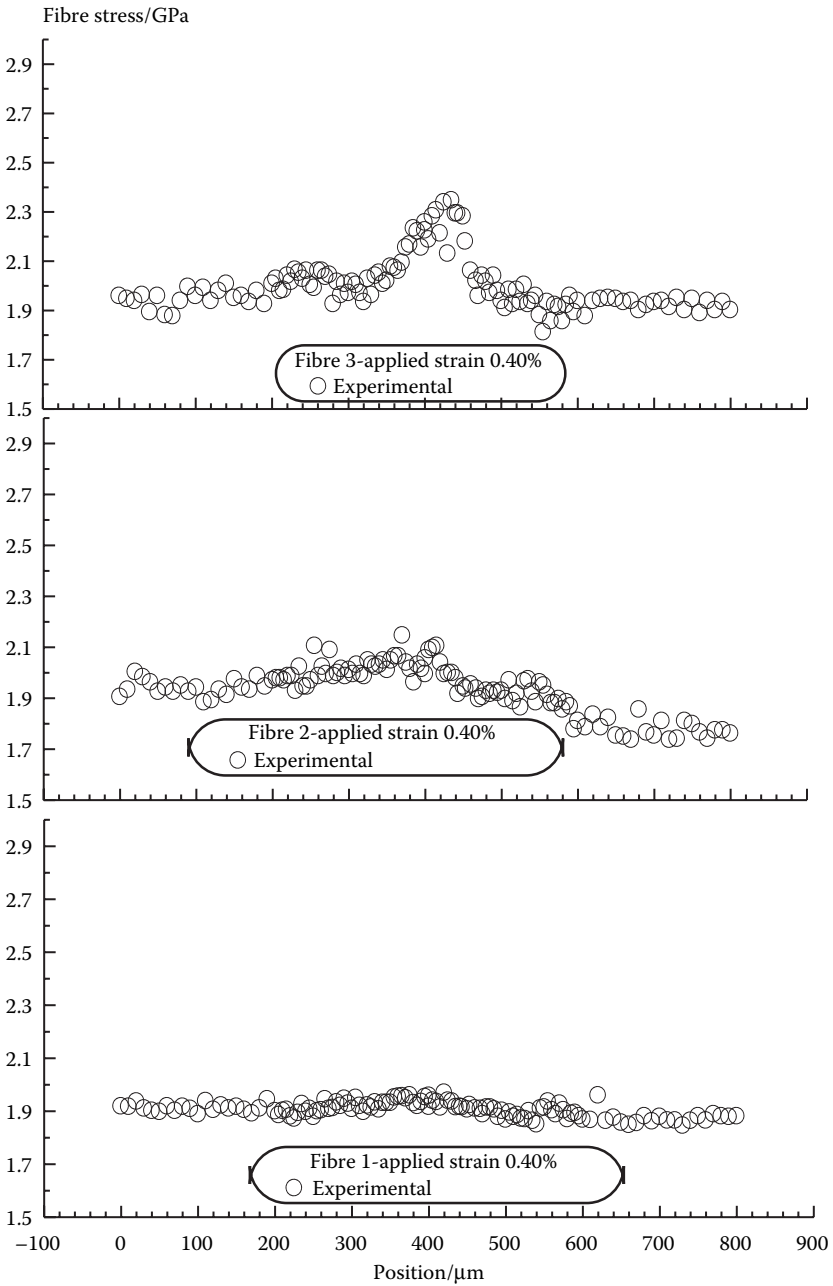 Fibre stress/GPa
2.9
2.7
2.5
2.3
2.1
1.9
1.7
1.5
Fibre 3-applied strain 0.40%
Experimental
2.9
2.7
2.5
2.3
2.1
1.9
1.7
1.5
Fibre 2-applied strain 0.40%
Experimental
2.9
2.7
2.5
2.3
2.1
1.9
1.7
1.5
Fibre 1-applied strain 0.40%
Experimental
−100 0 100 200 300 400 500 600 700 800 900
Position/μm